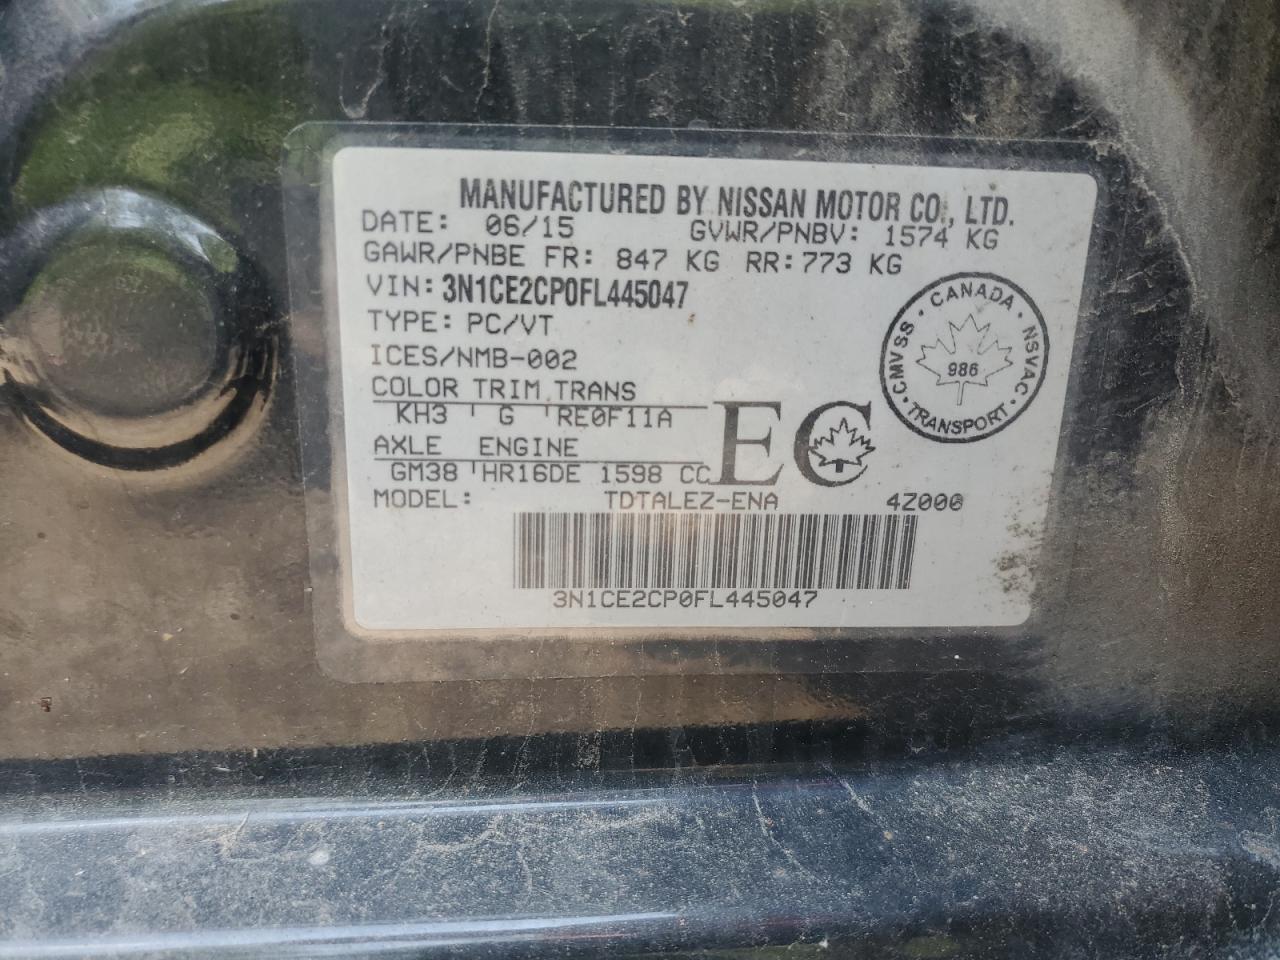 MANUFACTURED BY NISSAN MOTOR CO., LTD.
DATE: 06/15 GVWR/PNBV: 1574 KG
GAWR/PNBE FR: 847 KG RR:773 KG
VIN: 3N1CE2CP0FL445047
TYPE: PC/VT
ICES/NMB-002
COLOR TRIM TRANS
KH3 G RE0F11A
AXLE ENGINE
GM38 HR16DE 1598 CC
MODEL: TDTALEZ-ENA 4Z000
EC
CANADA · NSVAC · TRANSPORT · CMVSS ·
986
3N1CE2CP0FL445047